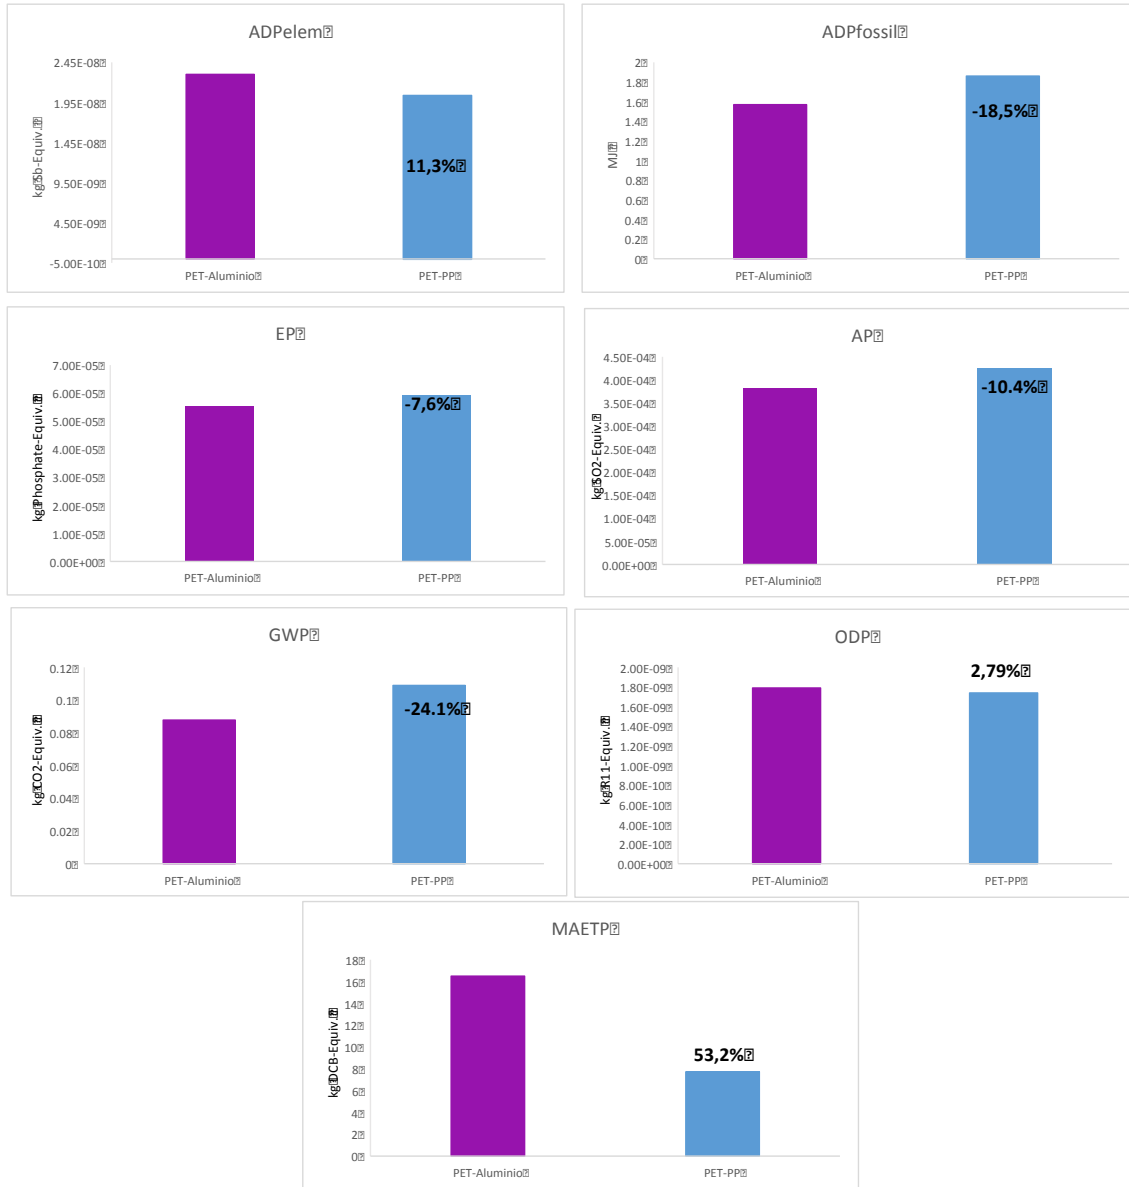 ADPelem
kg Sb-Equiv.
2.45E-08
1.95E-08
1.45E-08
9.50E-09
4.50E-09
-5.00E-10
11,3%
PET-Aluminio
PET-PP
ADPfossil
MJ
2
1.8
1.6
1.4
1.2
1
0.8
0.6
0.4
0.2
0
-18,5%
PET-Aluminio
PET-PP
EP
kg Phosphate-Equiv.
7.00E-05
6.00E-05
5.00E-05
4.00E-05
3.00E-05
2.00E-05
1.00E-05
0.00E+00
-7,6%
PET-Aluminio
PET-PP
AP
kg SO2-Equiv.
4.50E-04
4.00E-04
3.50E-04
3.00E-04
2.50E-04
2.00E-04
1.50E-04
1.00E-04
5.00E-05
0.00E+00
-10.4%
PET-Aluminio
PET-PP
GWP
kg CO2-Equiv.
0.12
0.1
0.08
0.06
0.04
0.02
0
-24.1%
PET-Aluminio
PET-PP
ODP
kg R11-Equiv.
2.00E-09
1.80E-09
1.60E-09
1.40E-09
1.20E-09
1.00E-09
8.00E-10
6.00E-10
4.00E-10
2.00E-10
0.00E+00
2,79%
PET-Aluminio
PET-PP
MAETP
kg DCB-Equiv.
18
16
14
12
10
8
6
4
2
0
53,2%
PET-Aluminio
PET-PP